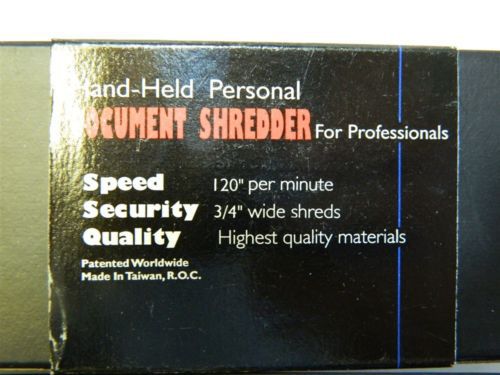 Hand-Held Personal
DOCUMENT SHREDDER For Professionals
Speed 120" per minute
Security 3/4" wide shreds
Quality Highest quality materials
Patented Worldwide
Made In Taiwan, R.O.C.